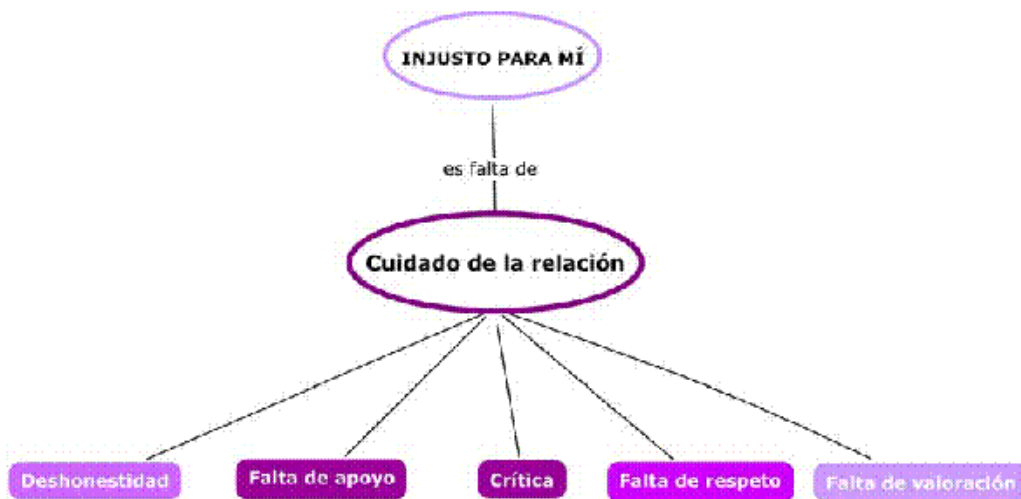 INJUSTO PARA MÍ
es falta de
Cuidado de la relación
Deshonestidad
Falta de apoyo
Crítica
Falta de respeto
Falta de valoración